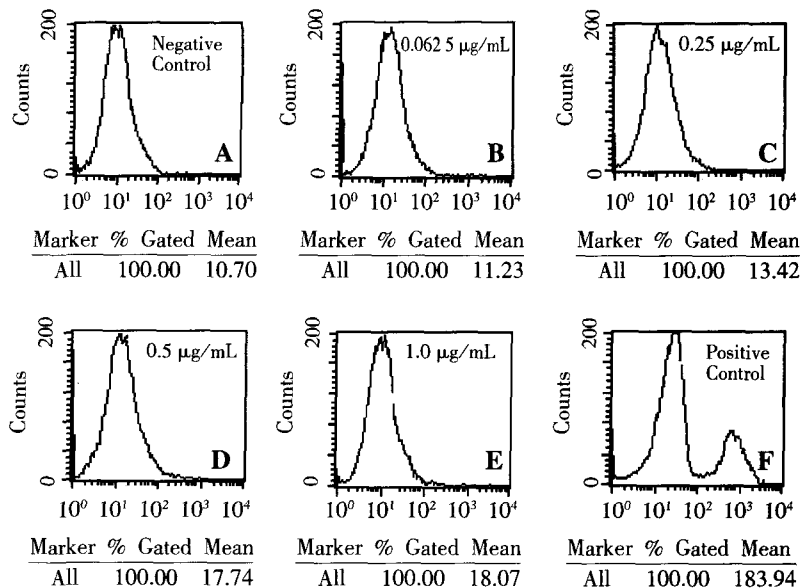 200
Counts
0
Negative
Control
A
10⁰ 10¹ 10² 10³ 10⁴
Marker % Gated Mean
All 100.00 10.70
200
Counts
0
0.062 5 μg/mL
B
10⁰ 10¹ 10² 10³ 10⁴
Marker % Gated Mean
All 100.00 11.23
200
Counts
0
0.25 μg/mL
C
10⁰ 10¹ 10² 10³ 10⁴
Marker % Gated Mean
All 100.00 13.42
200
Counts
0
0.5 μg/mL
D
10⁰ 10¹ 10² 10³ 10⁴
Marker % Gated Mean
All 100.00 17.74
200
Counts
0
1.0 μg/mL
E
10⁰ 10¹ 10² 10³ 10⁴
Marker % Gated Mean
All 100.00 18.07
200
Counts
0
Positive
Control
F
10⁰ 10¹ 10² 10³ 10⁴
Marker % Gated Mean
All 100.00 183.94